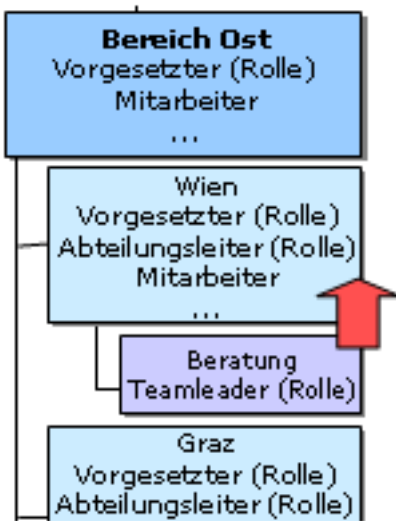 Bereich Ost
Vorgesetzter (Rolle)
Mitarbeiter
...
Wien
Vorgesetzter (Rolle)
Abteilungsleiter (Rolle)
Mitarbeiter
...
Beratung
Teamleader (Rolle)
Graz
Vorgesetzter (Rolle)
Abteilungsleiter (Rolle)